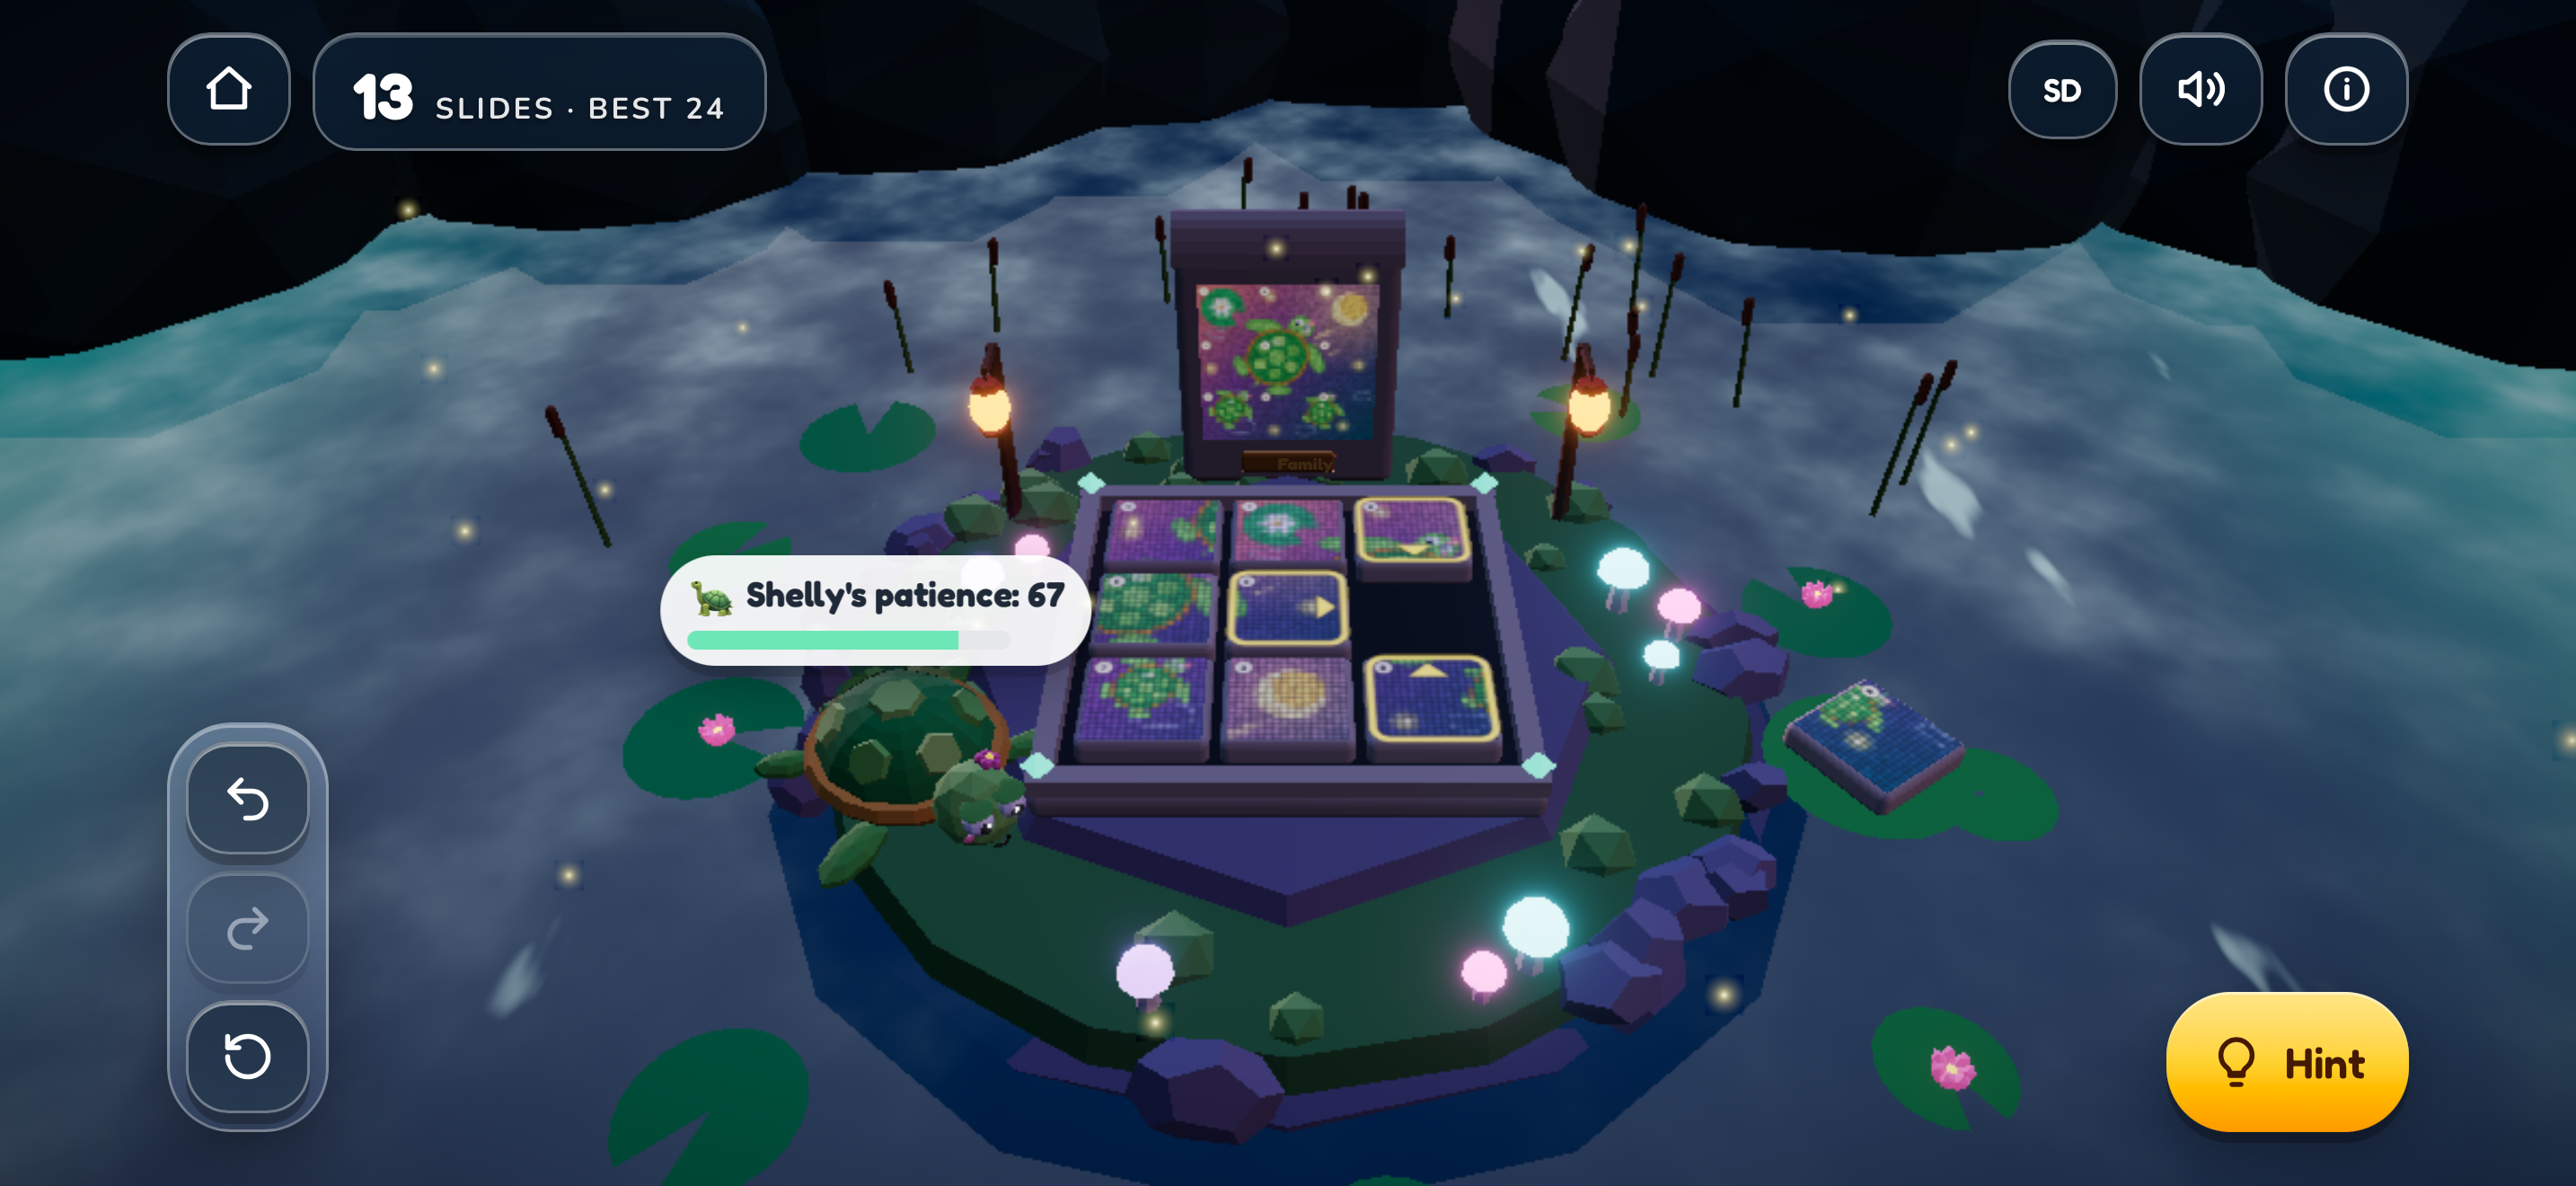 13 SLIDES · BEST 24
SD
Family
🐢 Shelly's patience: 67
Hint